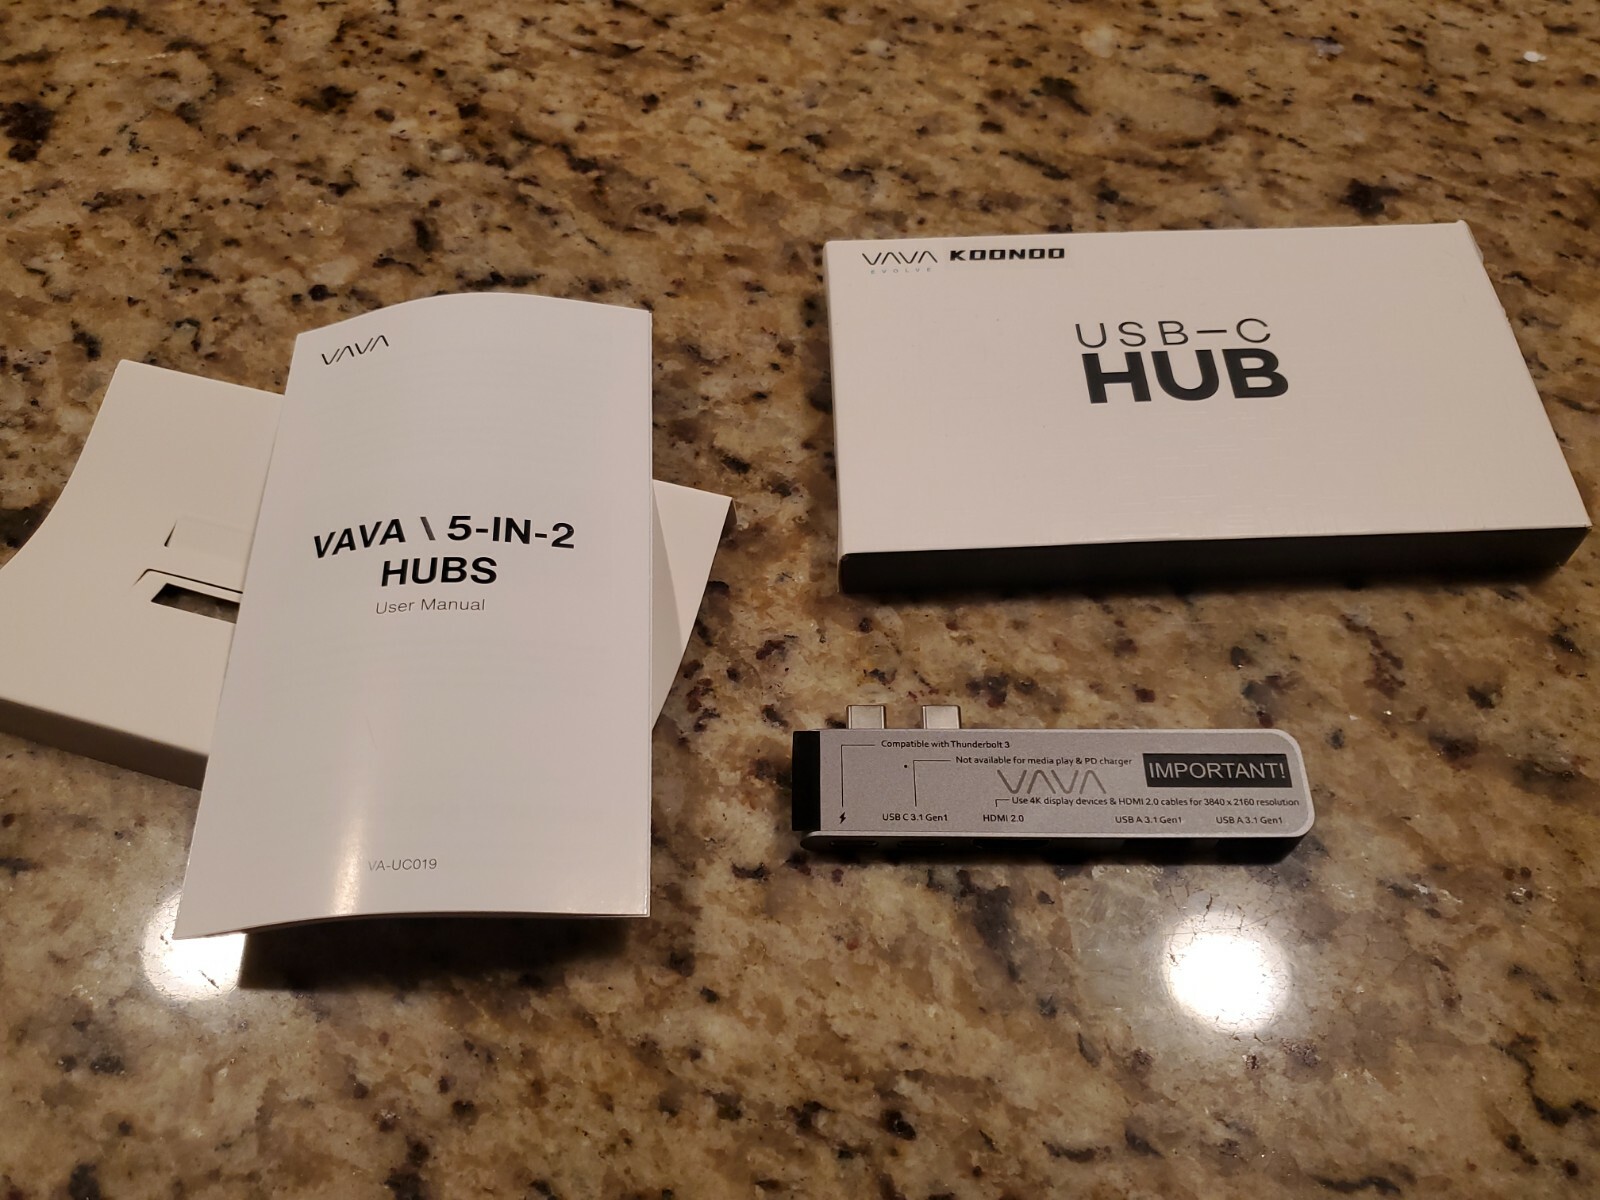 VAVA
VAVA \ 5-IN-2
HUBS
User Manual
VA-UC019
VAVA KOONOO
EVOLVE
USB-C
HUB
Compatible with Thunderbolt 3
Not available for media play & PD charger
IMPORTANT!
VAVA
Use 4K display devices & HMDI 2.0 cables for 3840 x 2160 resolution
USB C 3.1 Gen1
HDMI 2.0
USB A 3.1 Gen1
USB A 3.1 Gen1